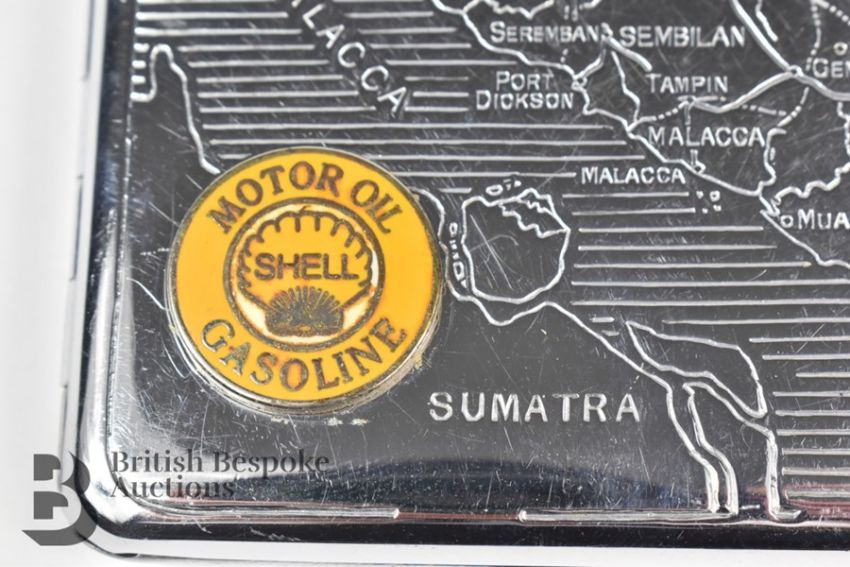 MALACCA
SEREMBAN
SEMBILAN
PORT
DICKSON
TAMPIN
MALACCA
MALACCA
MOTOR OIL
SHELL
GASOLINE
SUMATRA
British Bespoke
Auctions
B